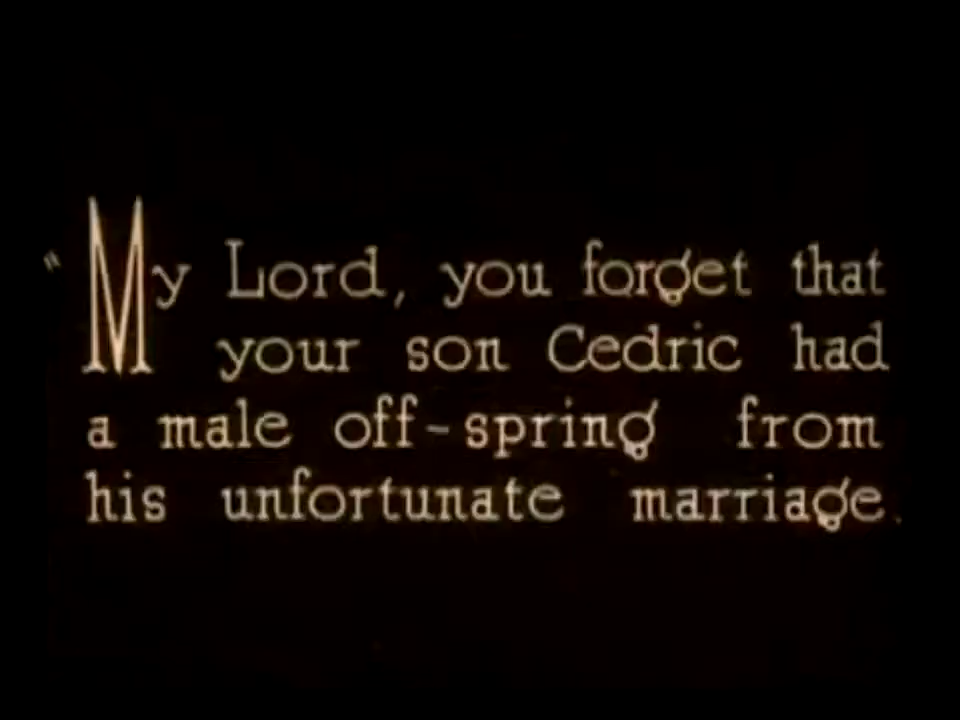 "My Lord, you forget that
your son Cedric had
a male off-spring from
his unfortunate marriage.